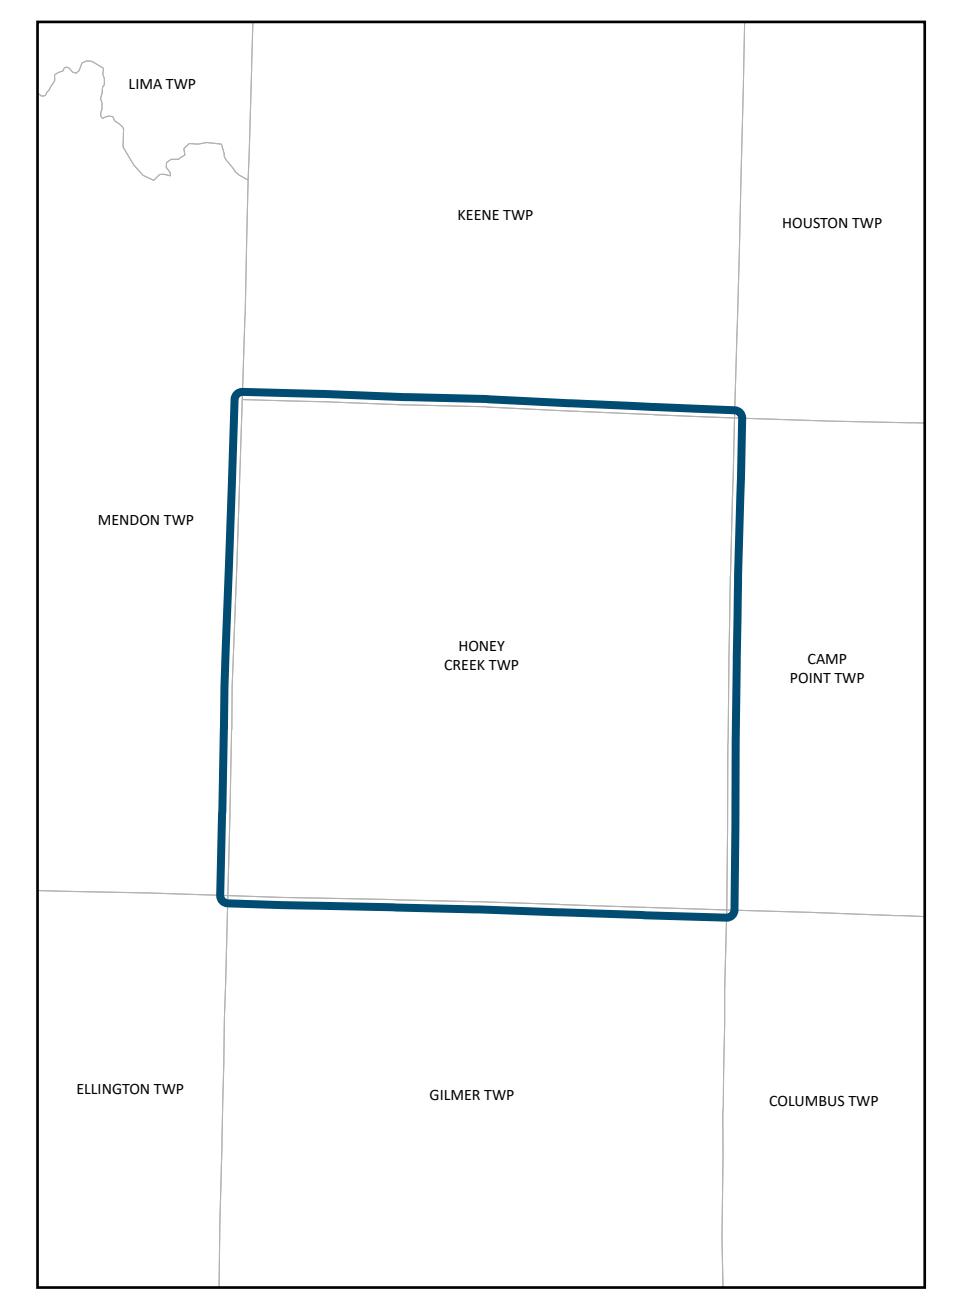 LIMA TWP
KEENE TWP
HOUSTON TWP
MENDON TWP
HONEY
CREEK TWP
CAMP
POINT TWP
ELLINGTON TWP
GILMER TWP
COLUMBUS TWP